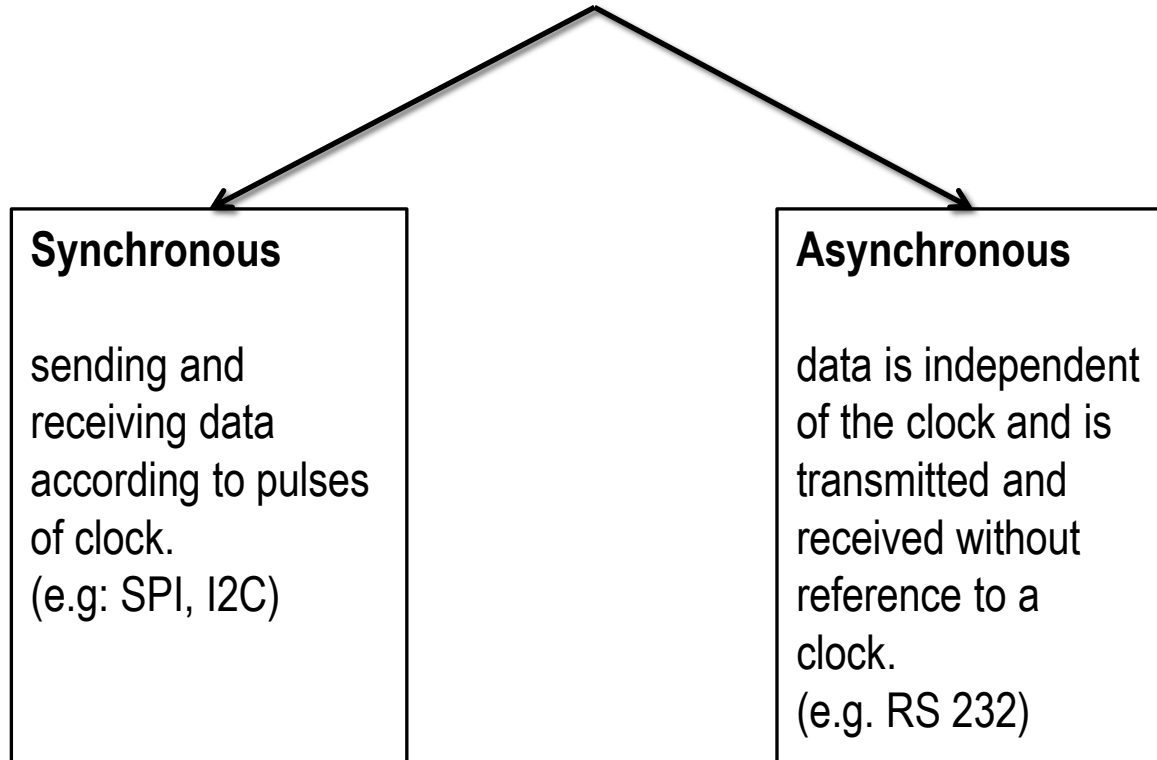 Synchronous
sending and
receiving data
according to pulses
of clock.
(e.g: SPI, I2C)
Asynchronous
data is independent
of the clock and is
transmitted and
received without
reference to a
clock.
(e.g. RS 232)